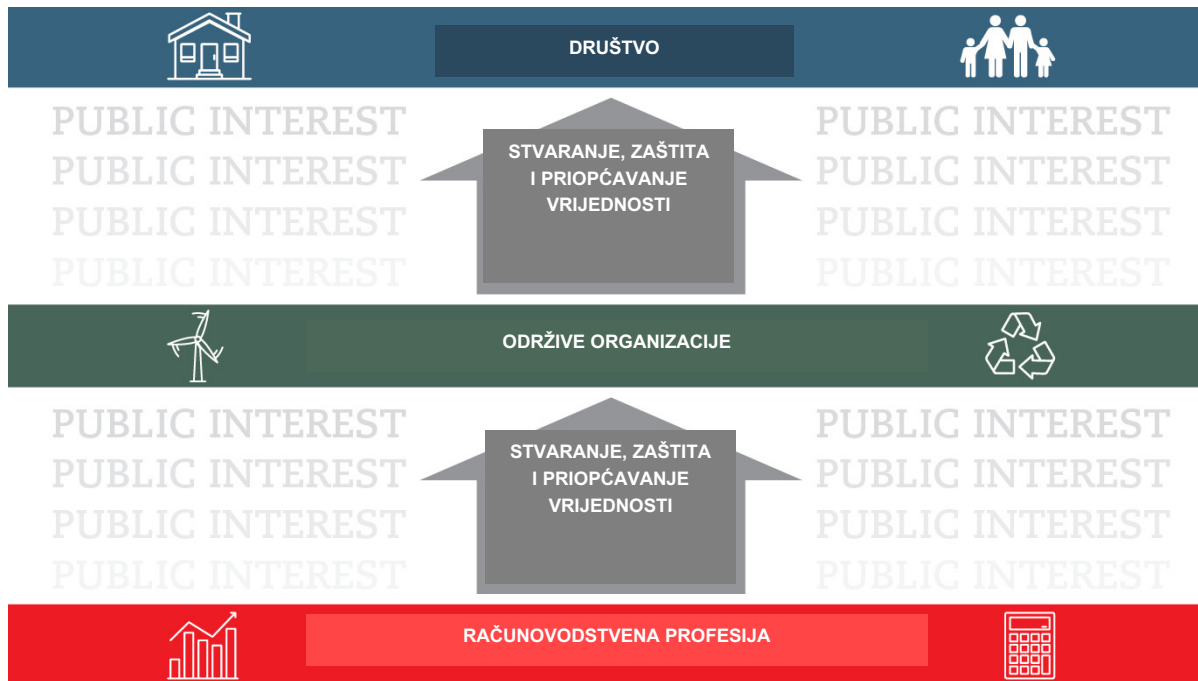 DRUŠTVO
PUBLIC INTEREST
PUBLIC INTEREST
PUBLIC INTEREST
PUBLIC INTEREST
STVARANJE, ZAŠTITA
I PRIOPĆAVANJE
VRIJEDNOSTI
PUBLIC INTEREST
PUBLIC INTEREST
PUBLIC INTEREST
PUBLIC INTEREST
ODRŽIVE ORGANIZACIJE
PUBLIC INTEREST
PUBLIC INTEREST
PUBLIC INTEREST
PUBLIC INTEREST
STVARANJE, ZAŠTITA
I PRIOPĆAVANJE
VRIJEDNOSTI
PUBLIC INTEREST
PUBLIC INTEREST
PUBLIC INTEREST
PUBLIC INTEREST
RAČUNOVODSTVENA PROFESIJA